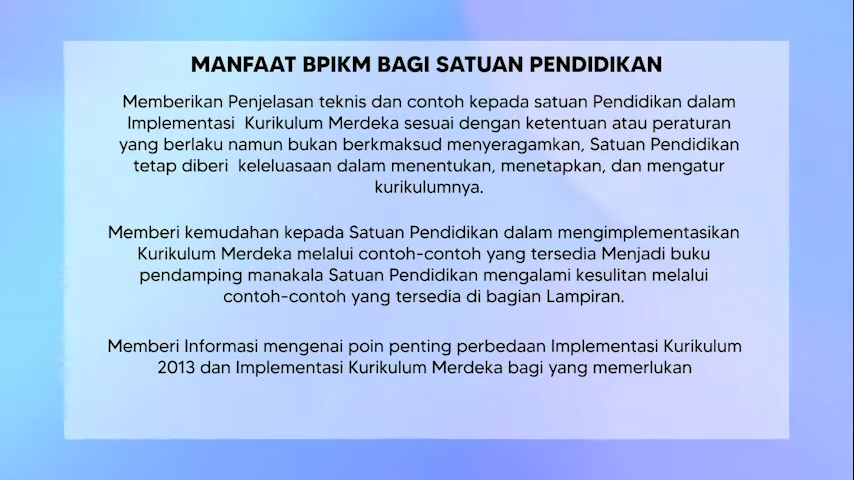 MANFAAT BPIKM BAGI SATUAN PENDIDIKAN
Memberikan Penjelasan teknis dan contoh kepada satuan Pendidikan dalam
Implementasi Kurikulum Merdeka sesuai dengan ketentuan atau peraturan
yang berlaku namun bukan berkmaksud menyeragamkan, Satuan Pendidikan
tetap diberi keleluasaan dalam menentukan, menetapkan, dan mengatur
kurikulumnya.
Memberi kemudahan kepada Satuan Pendidikan dalam mengimplementasikan
Kurikulum Merdeka melalui contoh-contoh yang tersedia Menjadi buku
pendamping manakala Satuan Pendidikan mengalami kesulitan melalui
contoh-contoh yang tersedia di bagian Lampiran.
Memberi Informasi mengenai poin penting perbedaan Implementasi Kurikulum
2013 dan Implementasi Kurikulum Merdeka bagi yang memerlukan